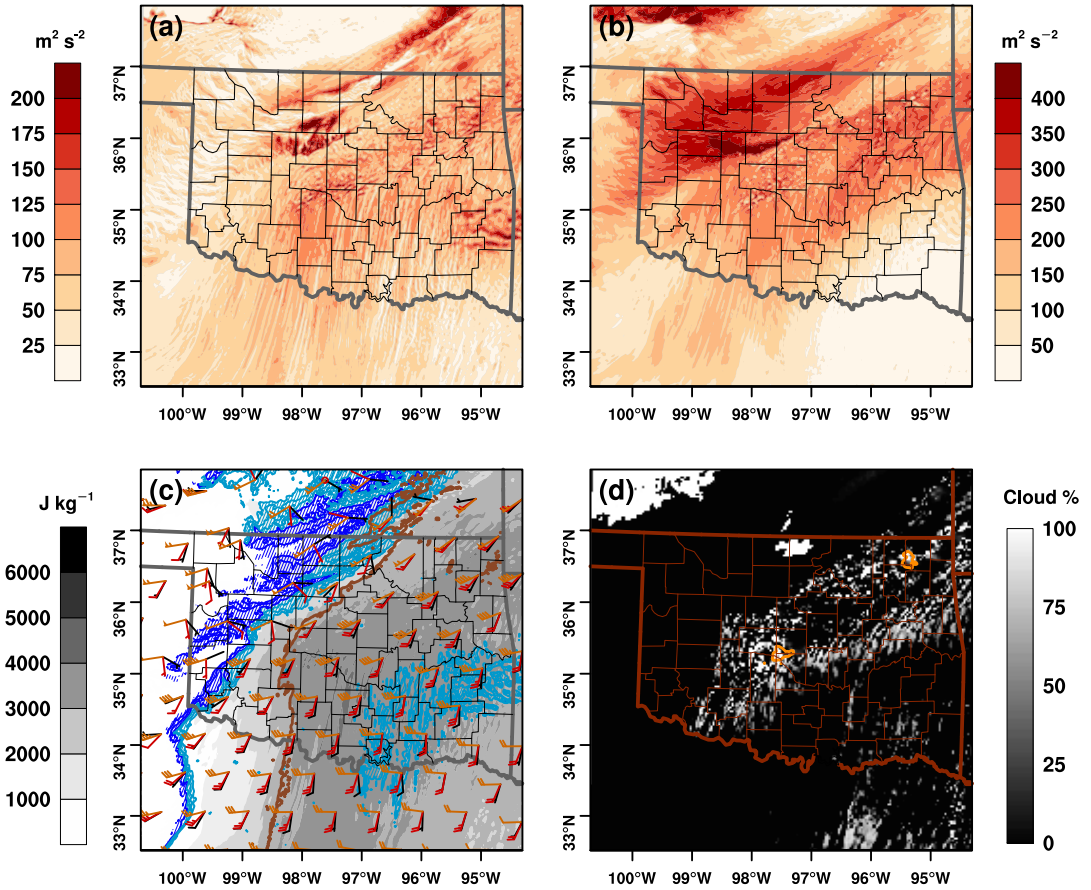 m² s⁻²
200
175
150
125
100
75
50
25
(a)
37°N
36°N
35°N
34°N
33°N
100°W 99°W 98°W 97°W 96°W 95°W
(b)
37°N
36°N
35°N
34°N
33°N
100°W 99°W 98°W 97°W 96°W 95°W
m² s⁻²
400
350
300
250
200
150
100
50
J kg⁻¹
6000
5000
4000
3000
2000
1000
(c)
37°N
36°N
35°N
34°N
33°N
100°W 99°W 98°W 97°W 96°W 95°W
(d)
37°N
36°N
35°N
34°N
33°N
100°W 99°W 98°W 97°W 96°W 95°W
Cloud %
100
75
50
25
0